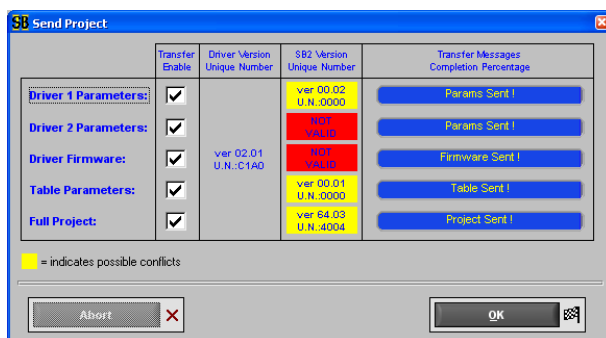 SB Send Project
Transfer Enable
Driver Version Unique Number
SB2 Version Unique Number
Transfer Messages Completion Percentage
Driver 1 Parameters:
ver 00.02
U.N.:0000
Params Sent !
Driver 2 Parameters:
NOT VALID
Params Sent !
Driver Firmware:
ver 02.01
U.N.:C1A0
NOT VALID
Firmware Sent !
Table Parameters:
ver 00.01
U.N.:0000
Table Sent !
Full Project:
ver 64.03
U.N.:4004
Project Sent !
= indicates possible conflicts
Abort
OK